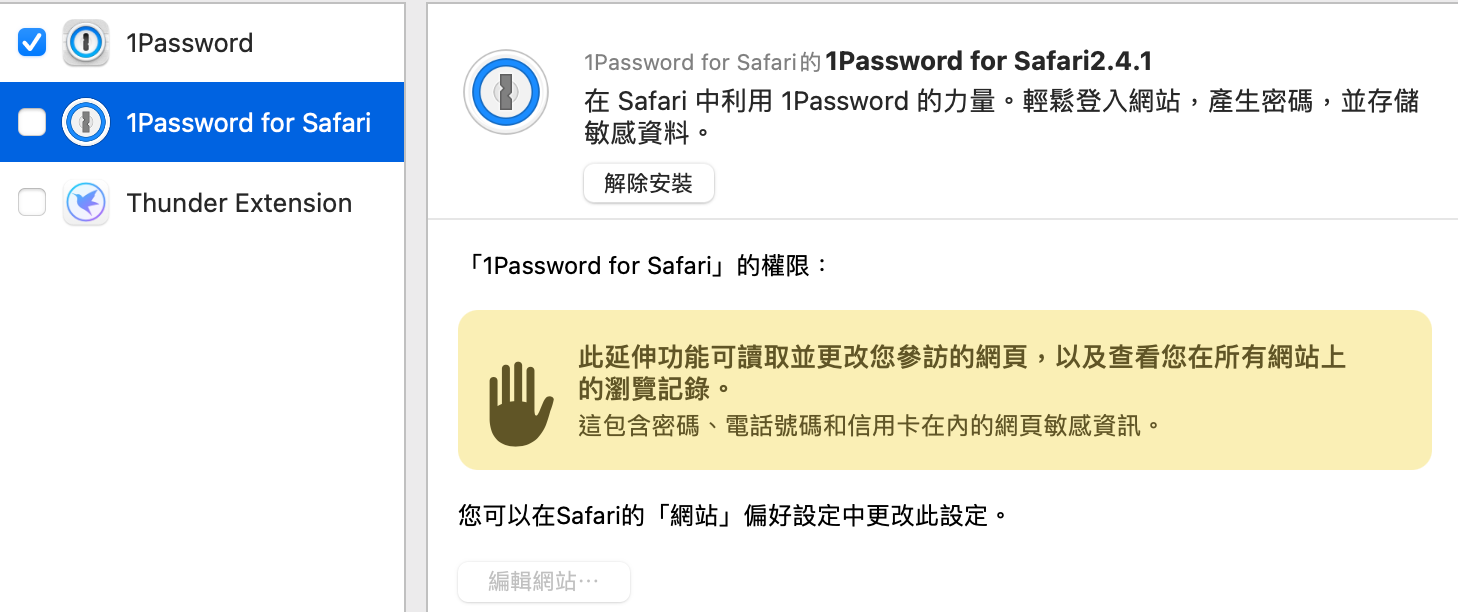 1Password
1Password for Safari
Thunder Extension
1Password for Safari的 1Password for Safari2.4.1
在 Safari 中利用 1Password 的力量。輕鬆登入網站，產生密碼，並存儲
敏感資料。
解除安裝
「1Password for Safari」的權限：
此延伸功能可讀取並更改您參訪的網頁，以及查看您在所有網站上
的瀏覽記錄。
這包含密碼、電話號碼和信用卡在內的網頁敏感資訊。
您可以在Safari的「網站」偏好設定中更改此設定。
編輯網站…